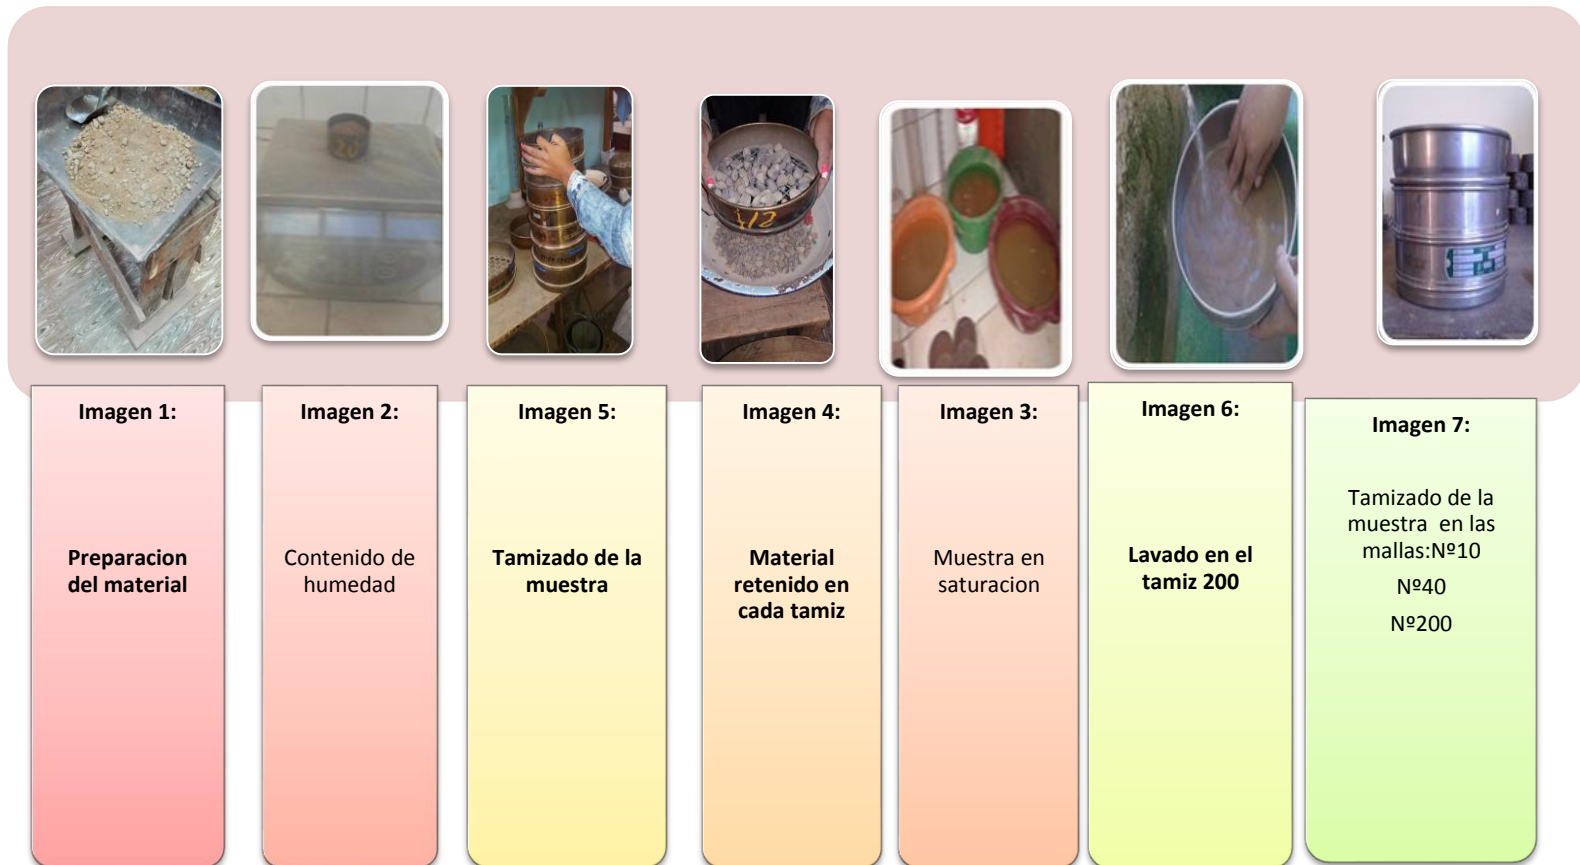 Imagen 1:
Preparacion
del material
Imagen 2:
Contenido de
humedad
Imagen 5:
Tamizado de la
muestra
Imagen 4:
Material
retenido en
cada tamiz
Imagen 3:
Muestra en
saturacion
Imagen 6:
Lavado en el
tamiz 200
Imagen 7:
Tamizado de la
muestra en las
mallas:Nº10
Nº40
Nº200